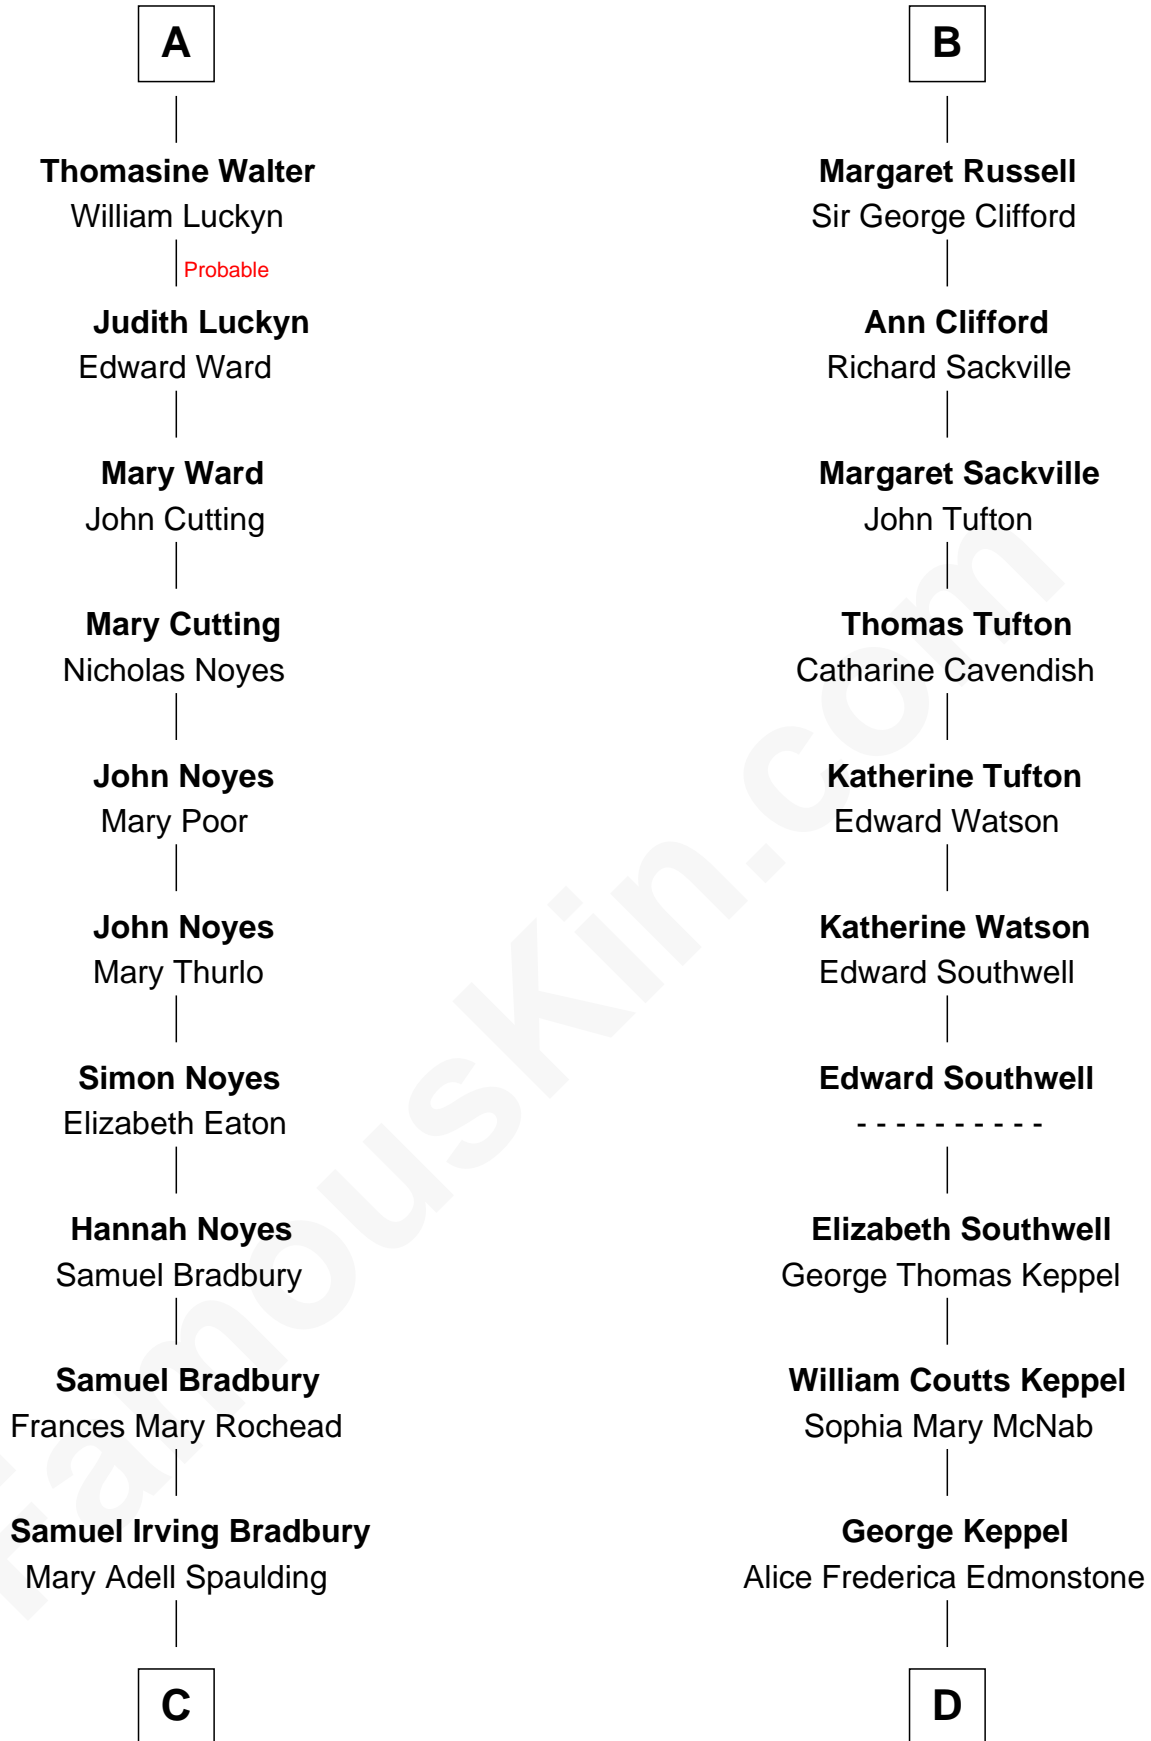 A
Thomasine Walter
William Luckyn
Probable
Judith Luckyn
Edward Ward
Mary Ward
John Cutting
Mary Cutting
Nicholas Noyes
John Noyes
Mary Poor
John Noyes
Mary Thurlo
Simon Noyes
Elizabeth Eaton
Hannah Noyes
Samuel Bradbury
Samuel Bradbury
Frances Mary Rochead
Samuel Irving Bradbury
Mary Adell Spaulding
C
B
Margaret Russell
Sir George Clifford
Ann Clifford
Richard Sackville
Margaret Sackville
John Tufton
Thomas Tufton
Catharine Cavendish
Katherine Tufton
Edward Watson
Katherine Watson
Edward Southwell
Edward Southwell
- - - - - - - - - -
Elizabeth Southwell
George Thomas Keppel
William Coutts Keppel
Sophia Mary McNab
George Keppel
Alice Frederica Edmonstone
D
FamousKin.com